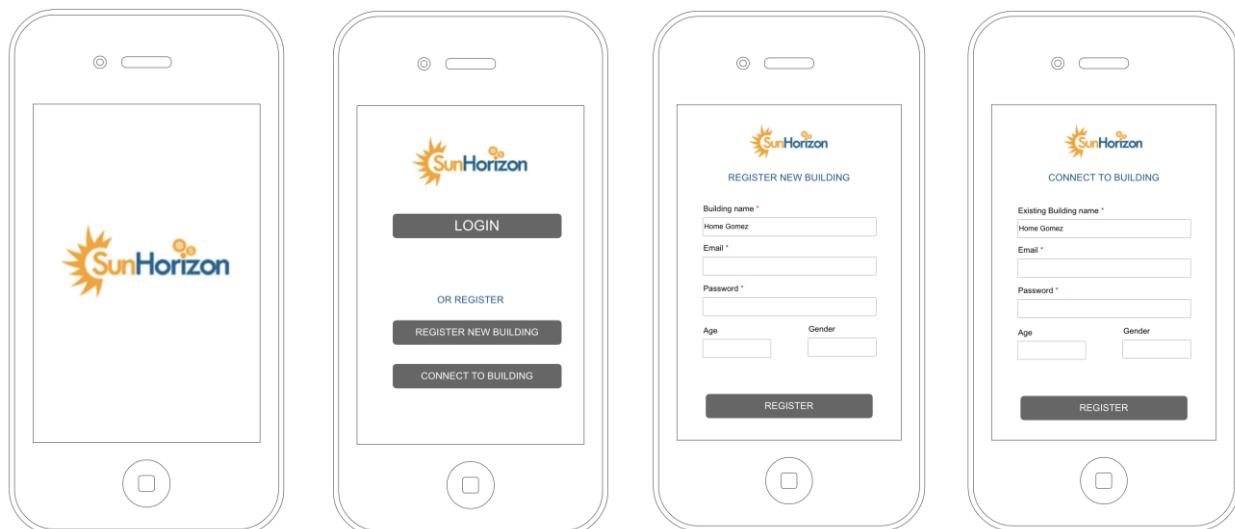 SunHorizon
SunHorizon
LOGIN
OR REGISTER
REGISTER NEW BUILDING
CONNECT TO BUILDING
SunHorizon
REGISTER NEW BUILDING
Building name *
Home Gomez
Email *
Password *
Age Gender
REGISTER
SunHorizon
CONNECT TO BUILDING
Existing Building name *
Home Gomez
Email *
Password *
Age Gender
REGISTER